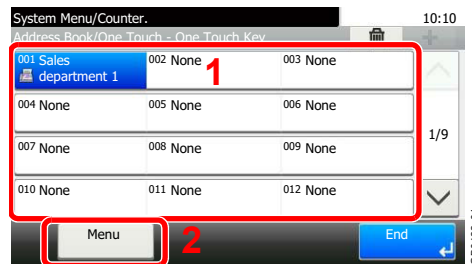 System Menu/Counter. 10:10
Address Book/One Touch - One Touch Key
001 Sales department 1 002 None 1 003 None
004 None 005 None 006 None
1/9
007 None 008 None 009 None
010 None 011 None 012 None
Menu 2 End